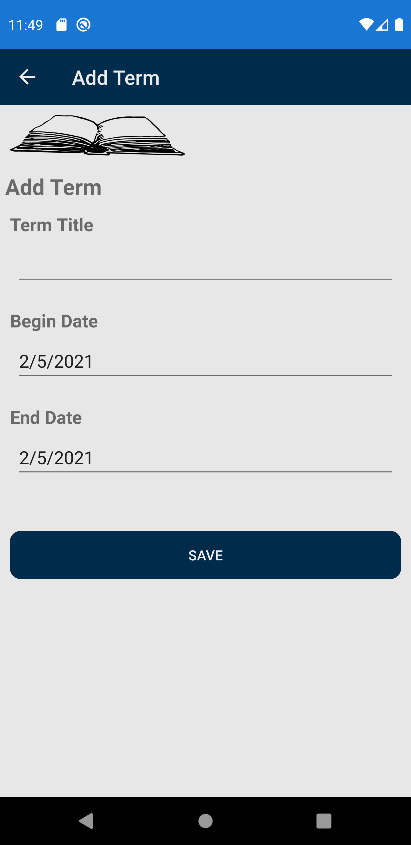 11:49
Add Term
Add Term
Term Title
Begin Date
2/5/2021
End Date
2/5/2021
SAVE